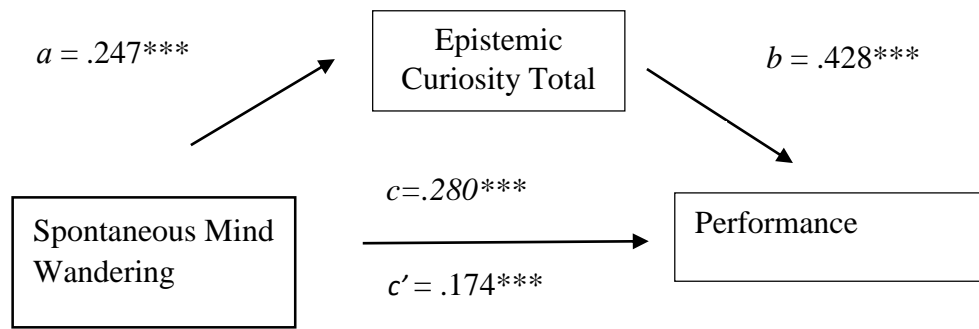 a = .247***
Epistemic
Curiosity Total
b = .428***
c=.280***
Spontaneous Mind
Wandering
Performance
c’ = .174***